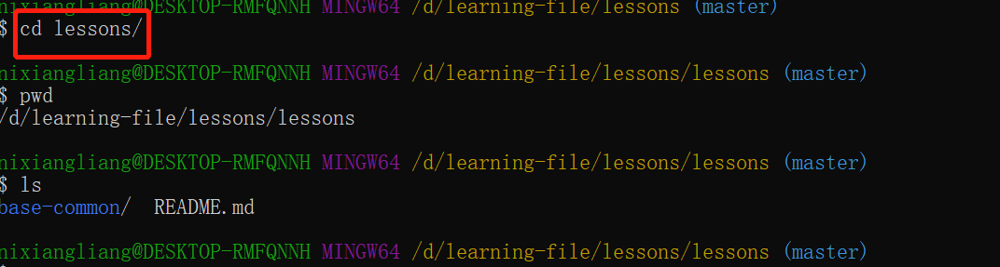 nixiangliang@DESKTOP-RMFQNNH MINGW64 /d/learning-file/lessons (master)
$ cd lessons/
nixiangliang@DESKTOP-RMFQNNH MINGW64 /d/learning-file/lessons/lessons (master)
$ pwd
/d/learning-file/lessons/lessons
nixiangliang@DESKTOP-RMFQNNH MINGW64 /d/learning-file/lessons/lessons (master)
$ ls
base-common/  README.md
nixiangliang@DESKTOP-RMFQNNH MINGW64 /d/learning-file/lessons/lessons (master)